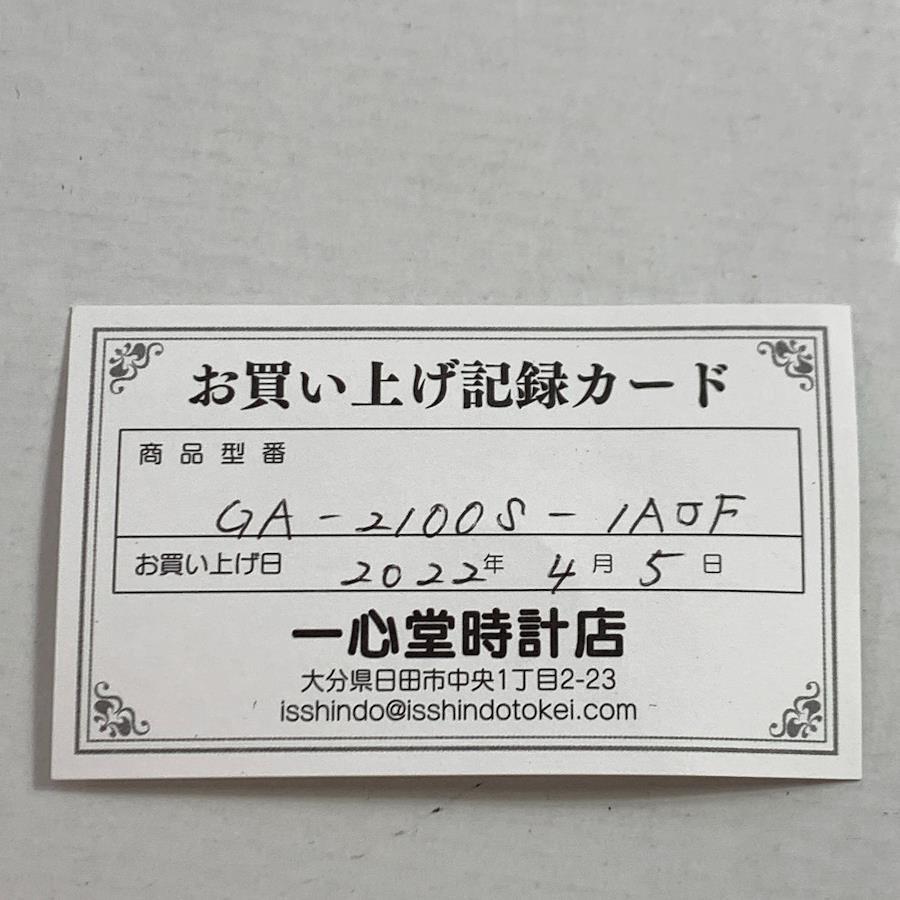 お買い上げ記録カード
商品型番
GA-2100S-1AJF
お買い上げ日 2022年 4月 5日
一心堂時計店
大分県日田市中央1丁目2-23
isshindo@isshindotokei.com